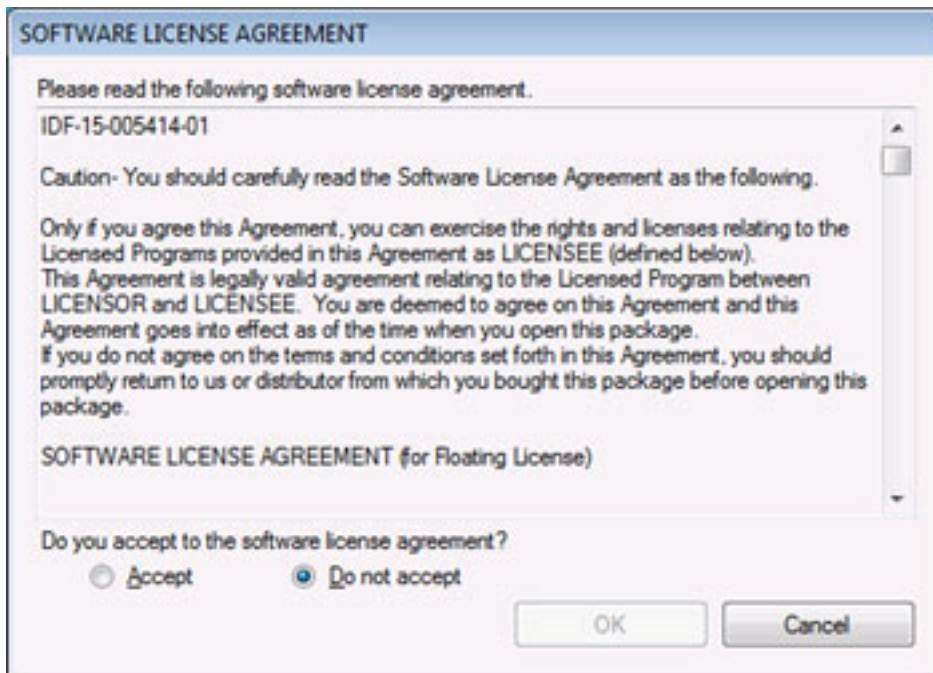 SOFTWARE LICENSE AGREEMENT
Please read the following software license agreement.
IDF-15-005414-01
Caution- You should carefully read the Software License Agreement as the following.
Only if you agree this Agreement, you can exercise the rights and licenses relating to the
Licensed Programs provided in this Agreement as LICENSEE (defined below).
This Agreement is legally valid agreement relating to the Licensed Program between
LICENSOR and LICENSEE.  You are deemed to agree on this Agreement and this
Agreement goes into effect as of the time when you open this package.
If you do not agree on the terms and conditions set forth in this Agreement, you should
promptly return to us or distributor from which you bought this package before opening this
package.
SOFTWARE LICENSE AGREEMENT (for Floating License)
Do you accept to the software license agreement?
Accept Do not accept
OK Cancel